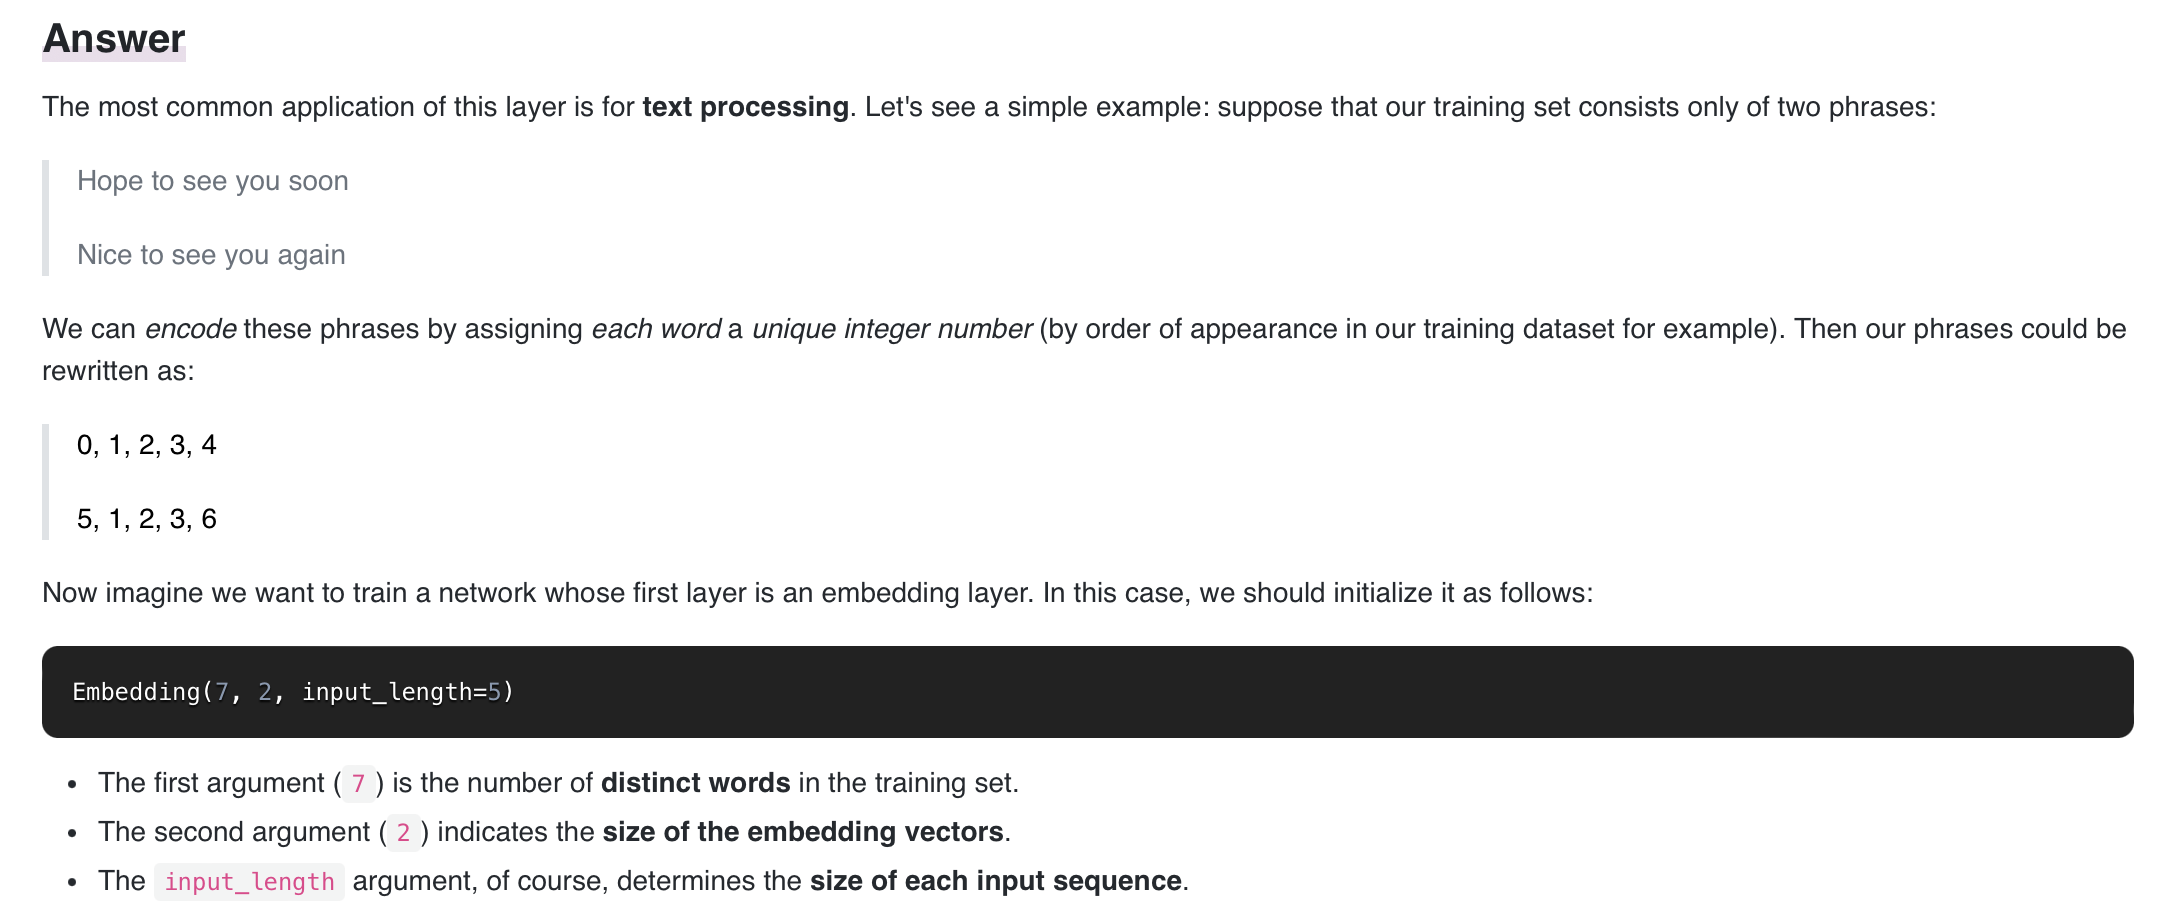 Answer
The most common application of this layer is for text processing. Let's see a simple example: suppose that our training set consists only of two phrases:
Hope to see you soon
Nice to see you again
We can encode these phrases by assigning each word a unique integer number (by order of appearance in our training dataset for example). Then our phrases could be
rewritten as:
0, 1, 2, 3, 4
5, 1, 2, 3, 6
Now imagine we want to train a network whose first layer is an embedding layer. In this case, we should initialize it as follows:
Embedding(7, 2, input_length=5)
• The first argument ( 7 ) is the number of distinct words in the training set.
• The second argument ( 2 ) indicates the size of the embedding vectors.
• The input_length argument, of course, determines the size of each input sequence.